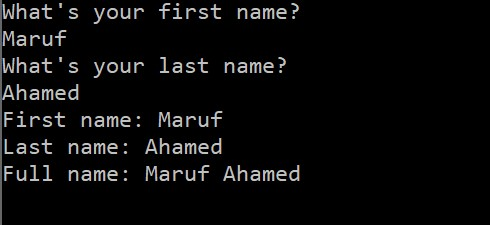 What's your first name?
Maruf
What's your last name?
Ahamed
First name: Maruf
Last name: Ahamed
Full name: Maruf Ahamed